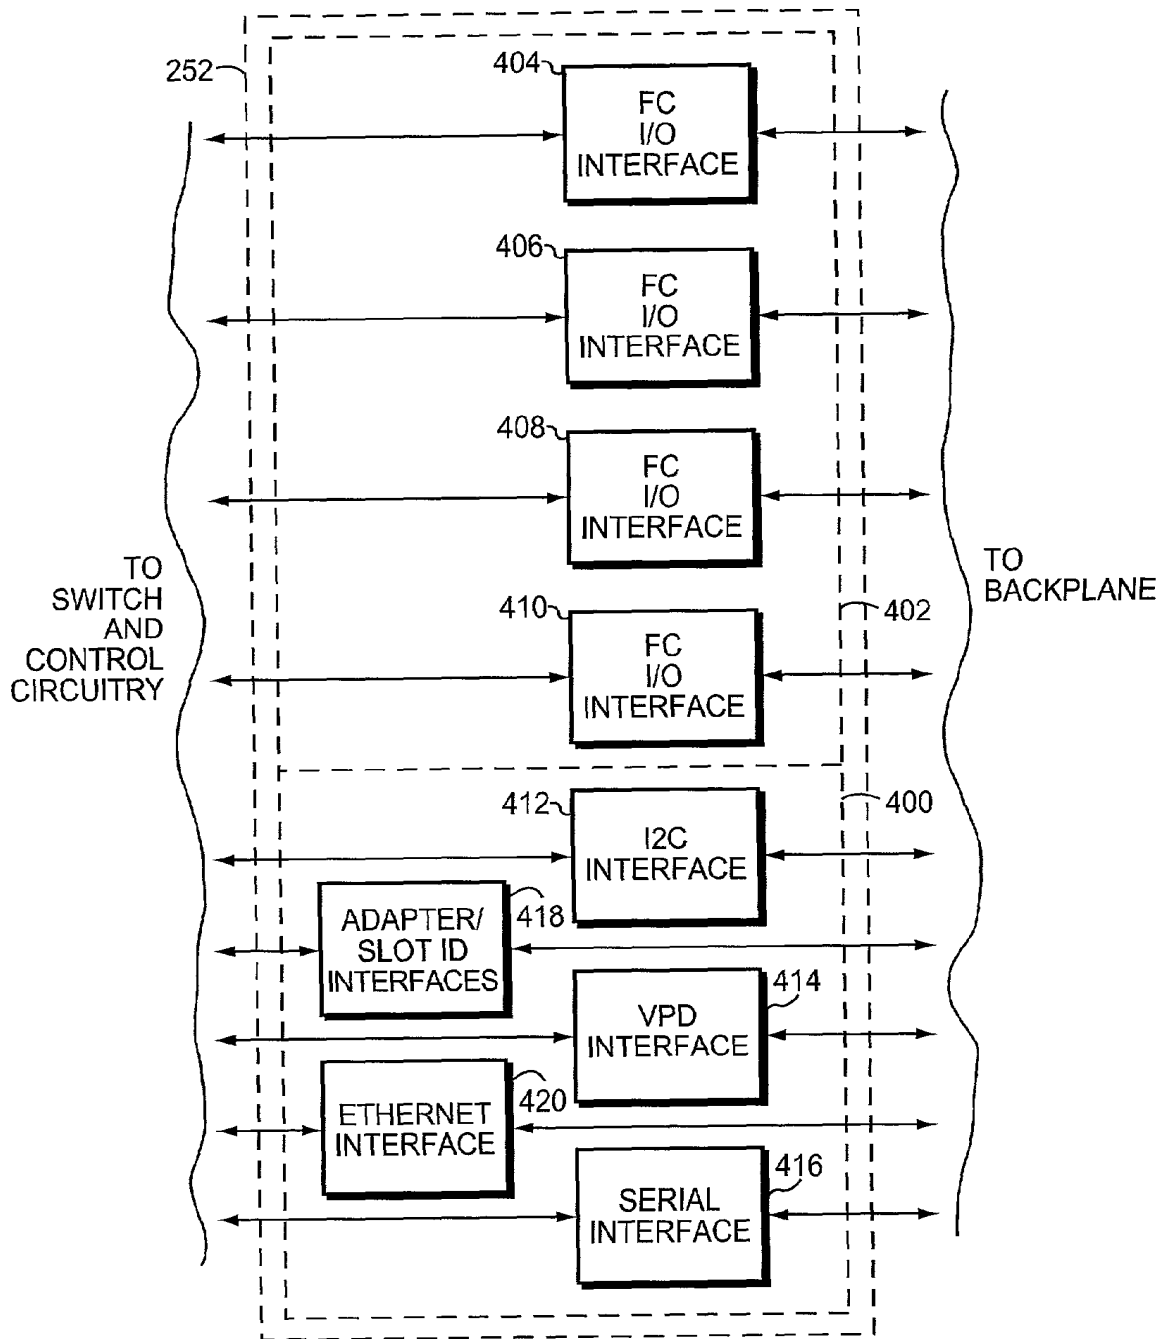 252
404
FC
I/O
INTERFACE
406
FC
I/O
INTERFACE
408
FC
I/O
INTERFACE
TO
SWITCH
AND
CONTROL
CIRCUITRY
TO
BACKPLANE
410
FC
I/O
INTERFACE
402
412
I2C
INTERFACE
400
ADAPTER/
SLOT ID
INTERFACES
418
VPD
INTERFACE
414
ETHERNET
INTERFACE
420
SERIAL
INTERFACE
416